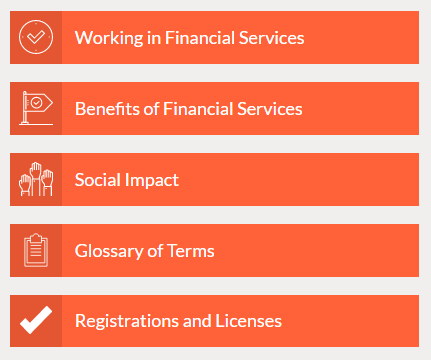 Working in Financial Services
Benefits of Financial Services
Social Impact
Glossary of Terms
Registrations and Licenses